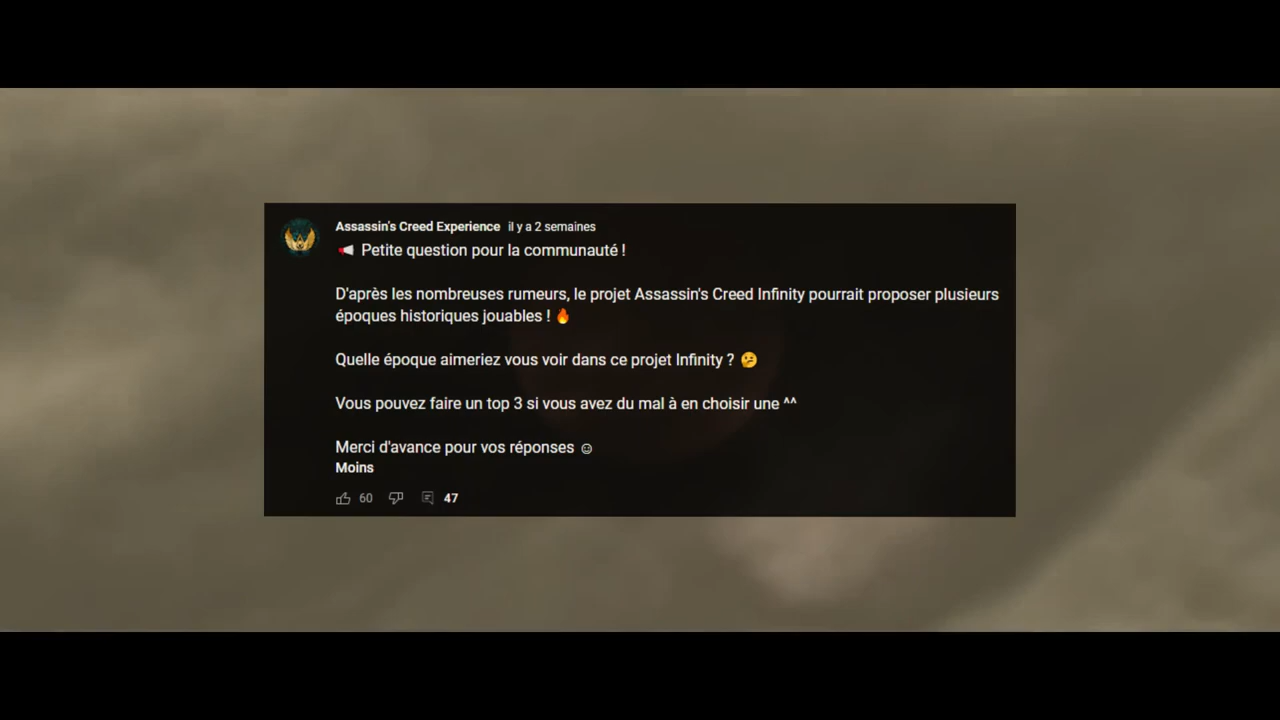 Assassin's Creed Experience il y a 2 semaines
📢 Petite question pour la communauté !
D'après les nombreuses rumeurs, le projet Assassin's Creed Infinity pourrait proposer plusieurs
époques historiques jouables ! 🔥
Quelle époque aimeriez vous voir dans ce projet Infinity ? 🤔
Vous pouvez faire un top 3 si vous avez du mal à en choisir une ^^
Merci d'avance pour vos réponses ☺
Moins
60 47